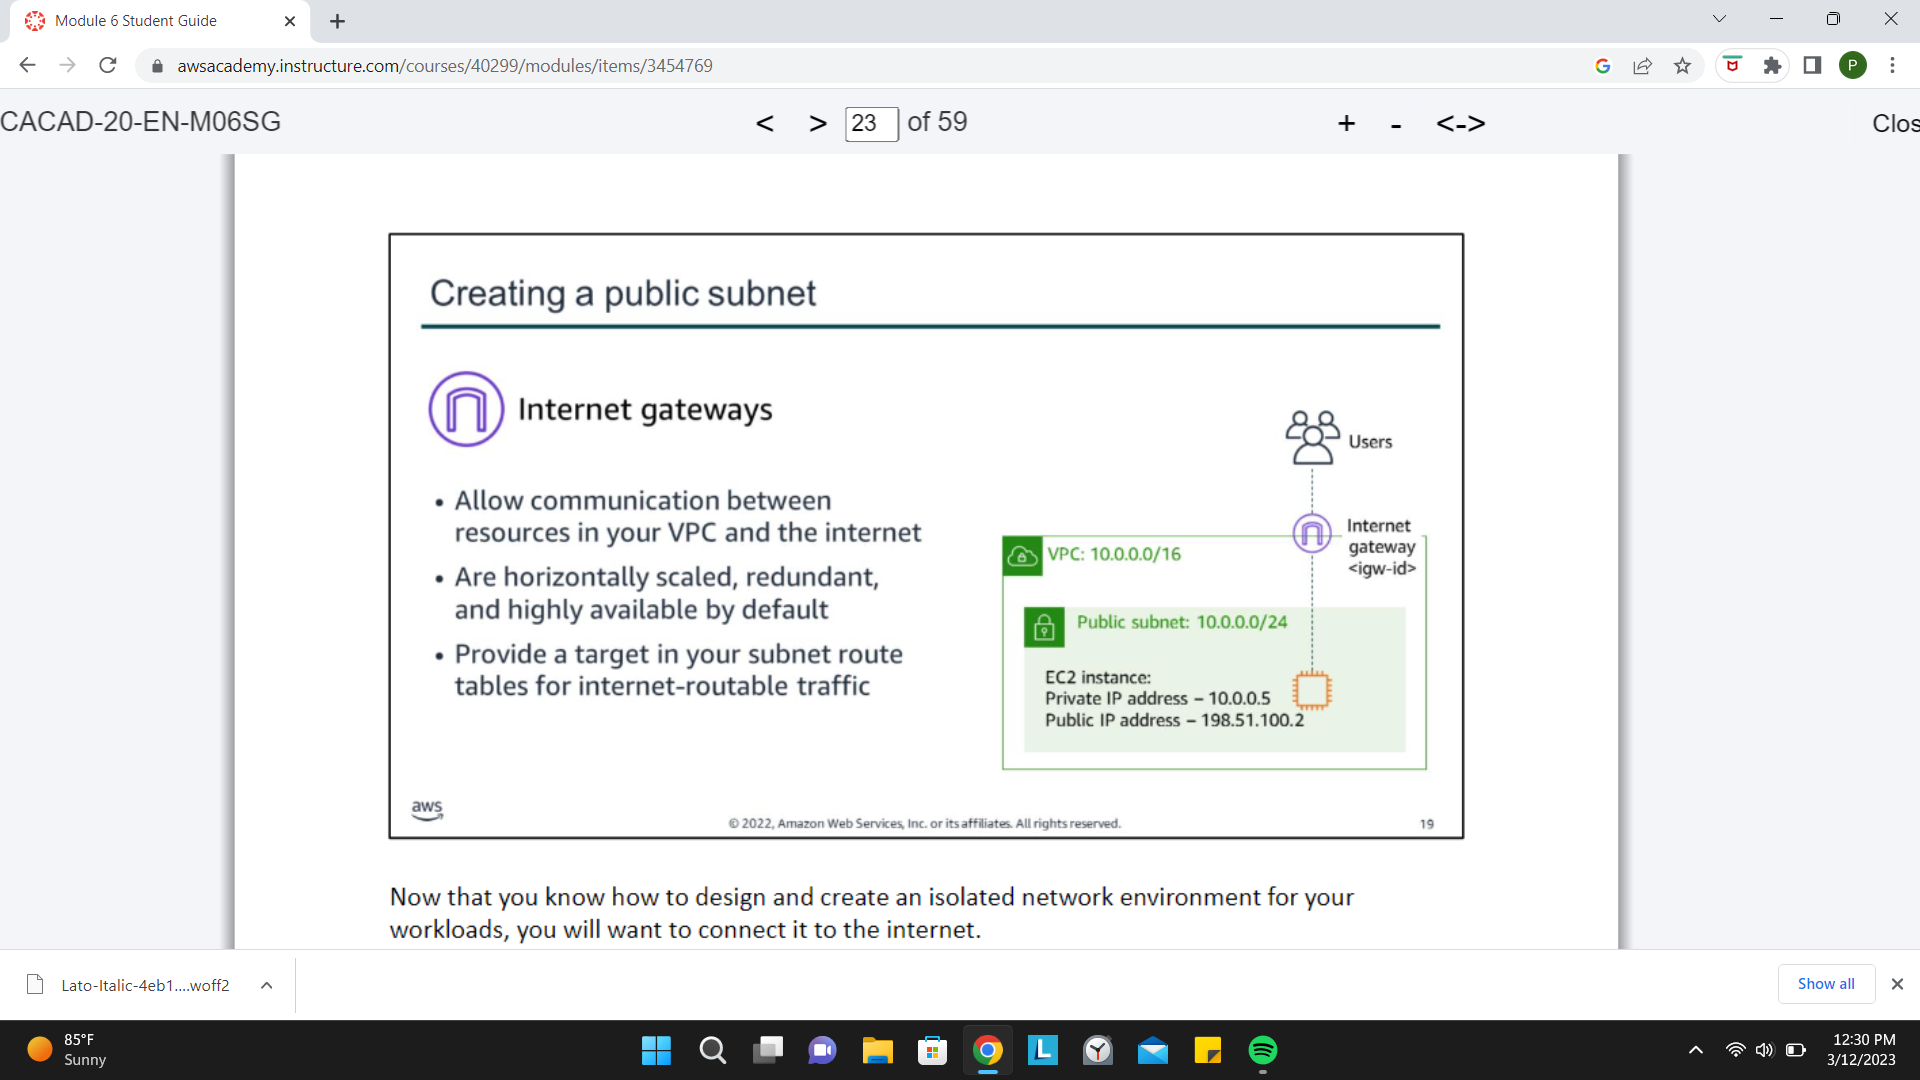 Module 6 Student Guide
awsacademy.instructure.com/courses/40299/modules/items/3454769
P
CACAD-20-EN-M06SG
< > 23 of 59
+ - <->
Clos
Creating a public subnet
Internet gateways
• Allow communication between
resources in your VPC and the internet
• Are horizontally scaled, redundant,
and highly available by default
• Provide a target in your subnet route
tables for internet-routable traffic
Users
Internet
gateway
<igw-id>
VPC: 10.0.0.0/16
Public subnet: 10.0.0.0/24
EC2 instance:
Private IP address – 10.0.0.5
Public IP address – 198.51.100.2
aws
© 2022, Amazon Web Services, Inc. or its affiliates. All rights reserved.
19
Now that you know how to design and create an isolated network environment for your
workloads, you will want to connect it to the internet.
Lato-Italic-4eb1....woff2
Show all
85°F
Sunny
L
12:30 PM
3/12/2023